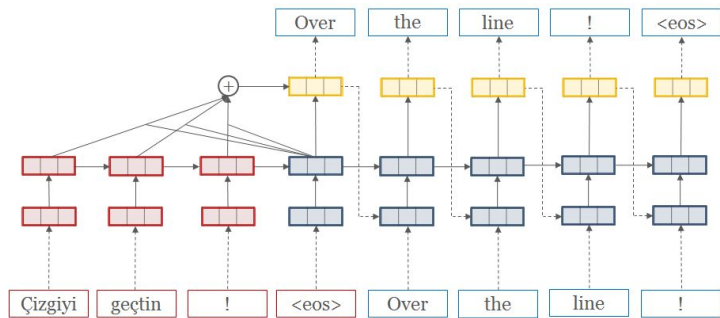 Over the line ! <eos>
+
Çizgiyi geçtin ! <eos> Over the line !